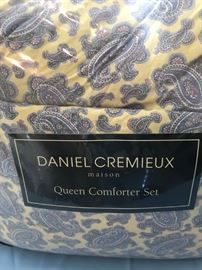 DANIEL CREMIEUX
maison
Queen Comforter Set